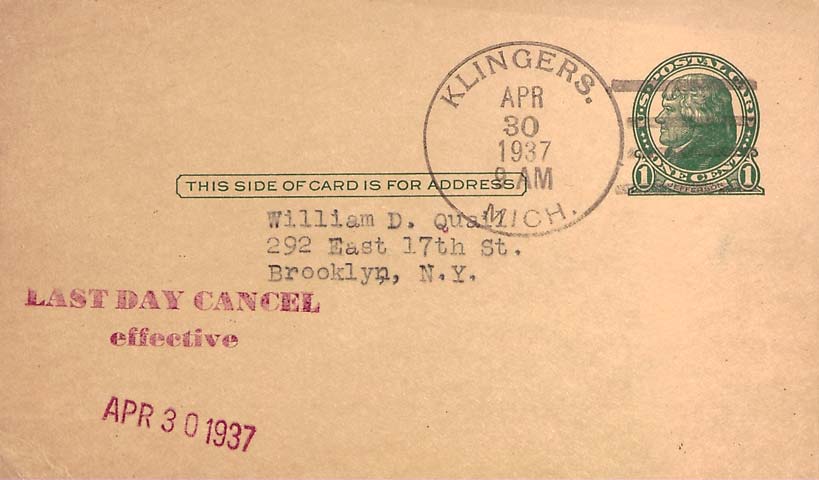 KLINGERS.
APR
30
1937
9 AM
MICH.
U.S. POSTAL CARD
ONE CENT
1 JEFFERSON 1
THIS SIDE OF CARD IS FOR ADDRESS
William D. Quaill
292 East 17th St.
Brooklyn, N.Y.
LAST DAY CANCEL
effective
APR 30 1937